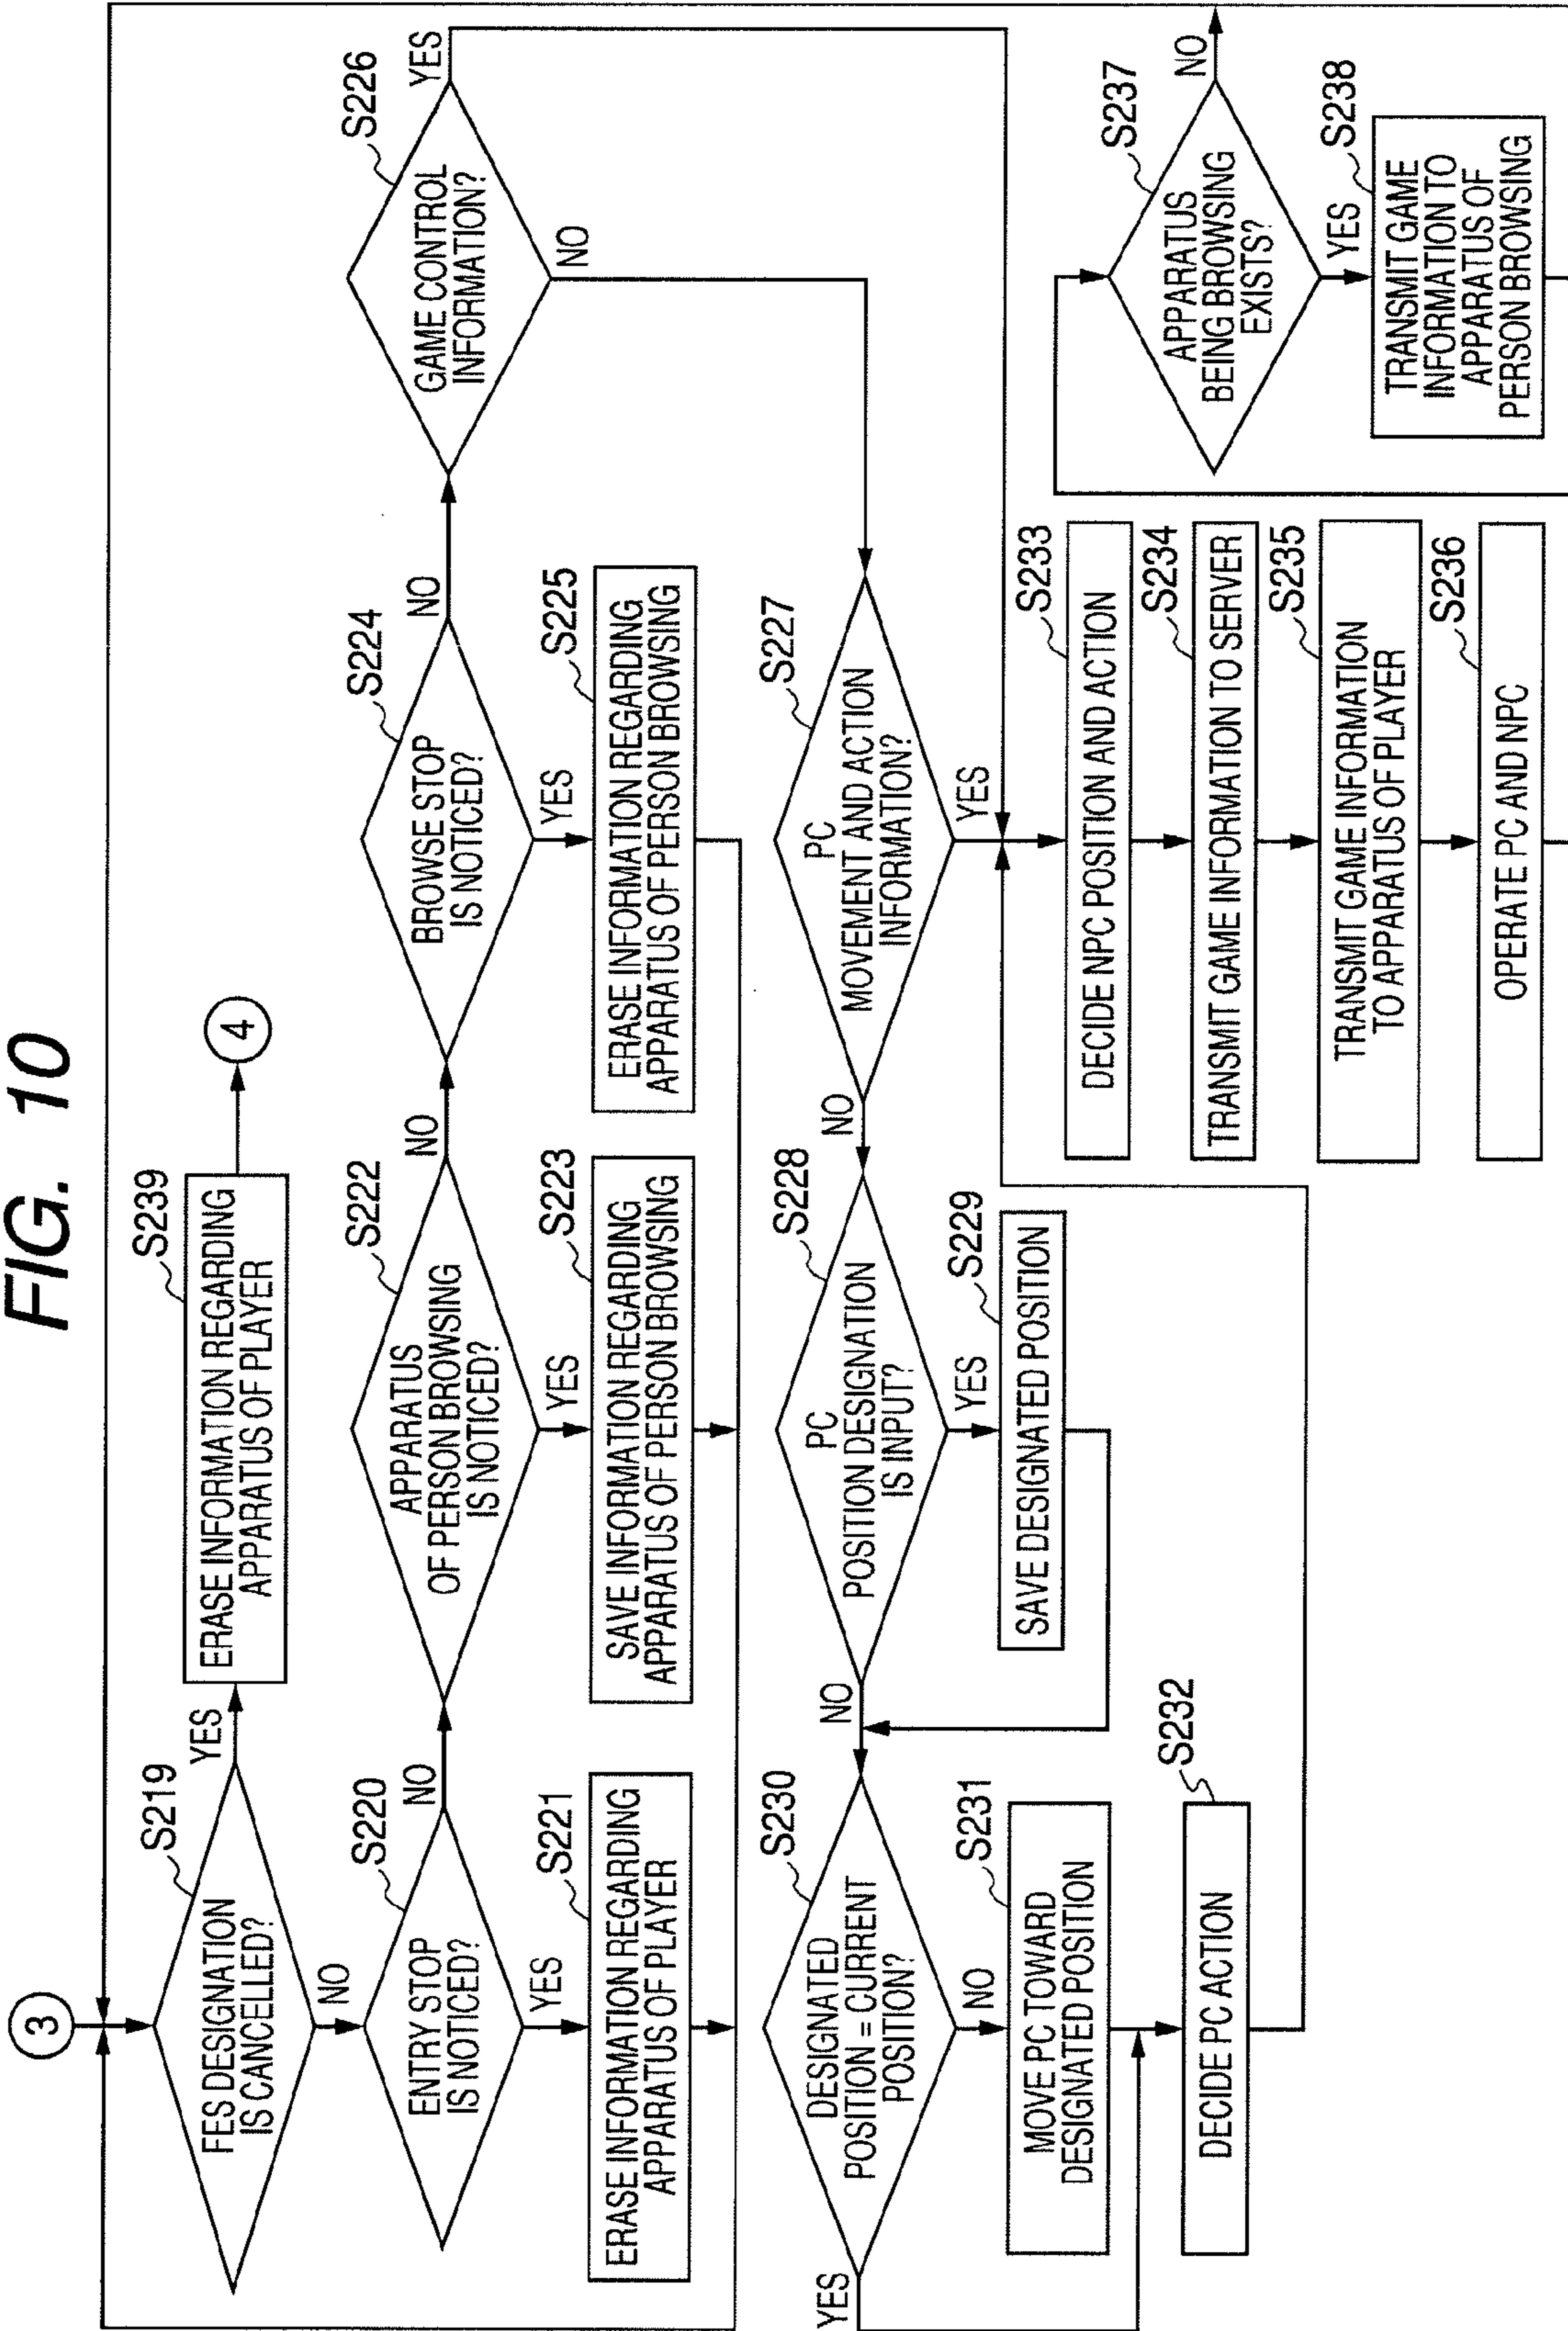 FIG. 10
3
S219
FES DESIGNATION
IS CANCELLED?
YES
NO
S239
ERASE INFORMATION REGARDING
APPARATUS OF PLAYER
4
S220
ENTRY STOP
IS NOTICED?
NO
YES
S221
ERASE INFORMATION REGARDING
APPARATUS OF PLAYER
S222
APPARATUS
OF PERSON BROWSING
IS NOTICED?
NO
YES
S223
SAVE INFORMATION REGARDING
APPARATUS OF PERSON BROWSING
S224
BROWSE STOP
IS NOTICED?
NO
YES
S225
ERASE INFORMATION REGARDING
APPARATUS OF PERSON BROWSING
S226
GAME CONTROL
INFORMATION?
YES
NO
S227
PC
MOVEMENT AND ACTION
INFORMATION?
NO
YES
S228
PC
POSITION DESIGNATION
IS INPUT?
NO
YES
S229
SAVE DESIGNATED POSITION
S230
DESIGNATED
POSITION = CURRENT
POSITION?
YES
NO
S231
MOVE PC TOWARD
DESIGNATED POSITION
S232
DECIDE PC ACTION
S233
DECIDE NPC POSITION AND ACTION
S234
TRANSMIT GAME INFORMATION TO SERVER
S235
TRANSMIT GAME INFORMATION
TO APPARATUS OF PLAYER
S236
OPERATE PC AND NPC
S237
APPARATUS
BEING BROWSING
EXISTS?
NO
YES
S238
TRANSMIT GAME
INFORMATION TO
APPARATUS OF
PERSON BROWSING